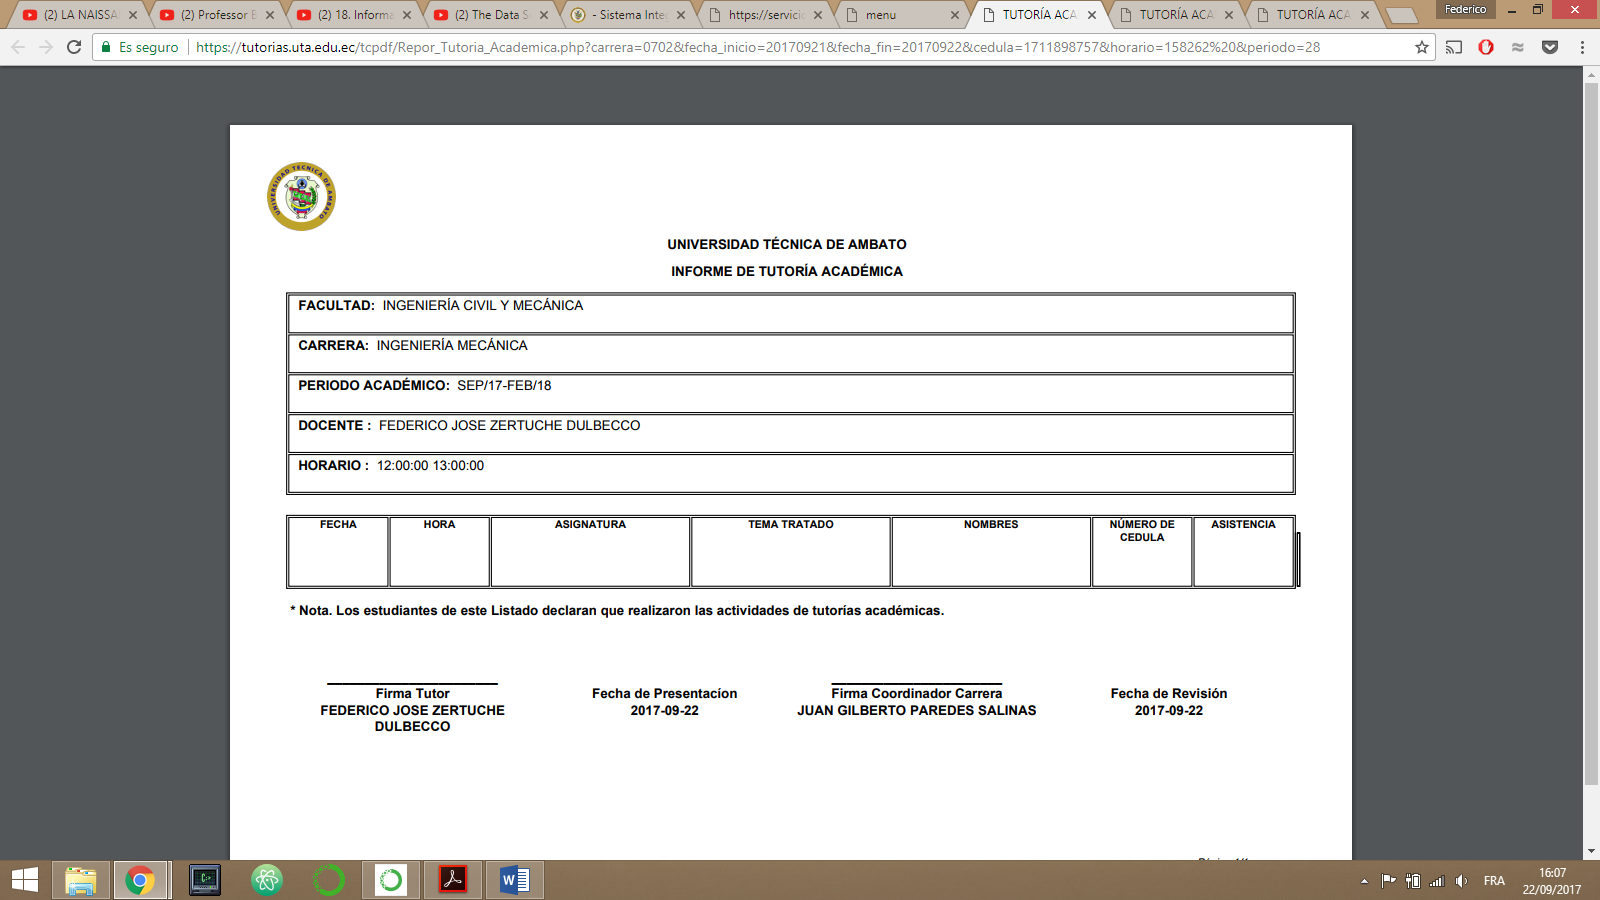 (2) LA NAISSA
(2) Professor B
(2) 18. Informa
(2) The Data S
- Sistema Inte
https://servicio
menu
TUTORÍA ACA
TUTORÍA ACA
TUTORÍA ACA
Federico
Es seguro
https://tutorias.uta.edu.ec/tcpdf/Repor_Tutoria_Academica.php?carrera=0702&fecha_inicio=20170921&fecha_fin=20170922&cedula=1711898757&horario=158262%20&periodo=28
UNIVERSIDAD TECNICA DE AMBATO
UNIVERSIDAD TÉCNICA DE AMBATO
INFORME DE TUTORÍA ACADÉMICA
FACULTAD: INGENIERÍA CIVIL Y MECÁNICA
CARRERA: INGENIERÍA MECÁNICA
PERIODO ACADÉMICO: SEP/17-FEB/18
DOCENTE : FEDERICO JOSE ZERTUCHE DULBECCO
HORARIO : 12:00:00 13:00:00
FECHA HORA ASIGNATURA TEMA TRATADO NOMBRES NÚMERO DE ASISTENCIA
CEDULA
* Nota. Los estudiantes de este Listado declaran que realizaron las actividades de tutorías académicas.
Firma Tutor Fecha de Presentacíon Firma Coordinador Carrera Fecha de Revisión
FEDERICO JOSE ZERTUCHE 2017-09-22 JUAN GILBERTO PAREDES SALINAS 2017-09-22
DULBECCO
FRA
16:07
22/09/2017